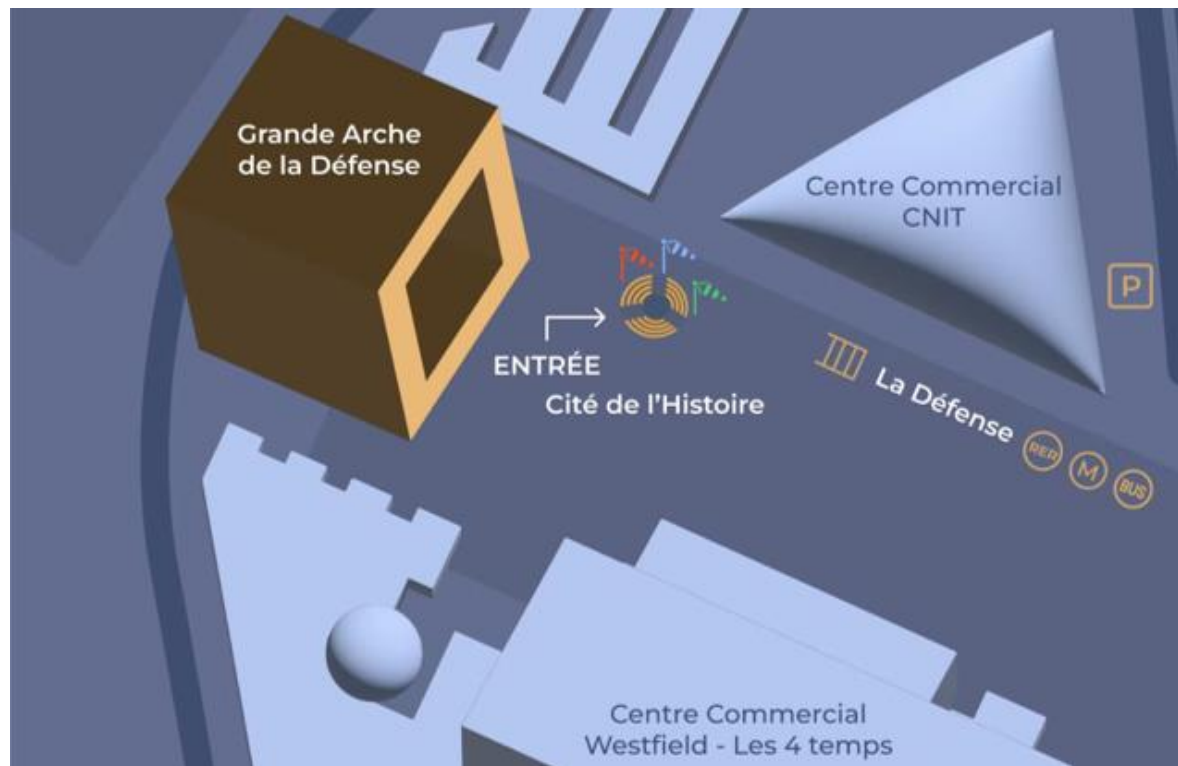 Grande Arche
de la Défense
Centre Commercial
CNIT
P
ENTRÉE
Cité de l'Histoire
La Défense
RER
M
BUS
Centre Commercial
Westfield - Les 4 temps